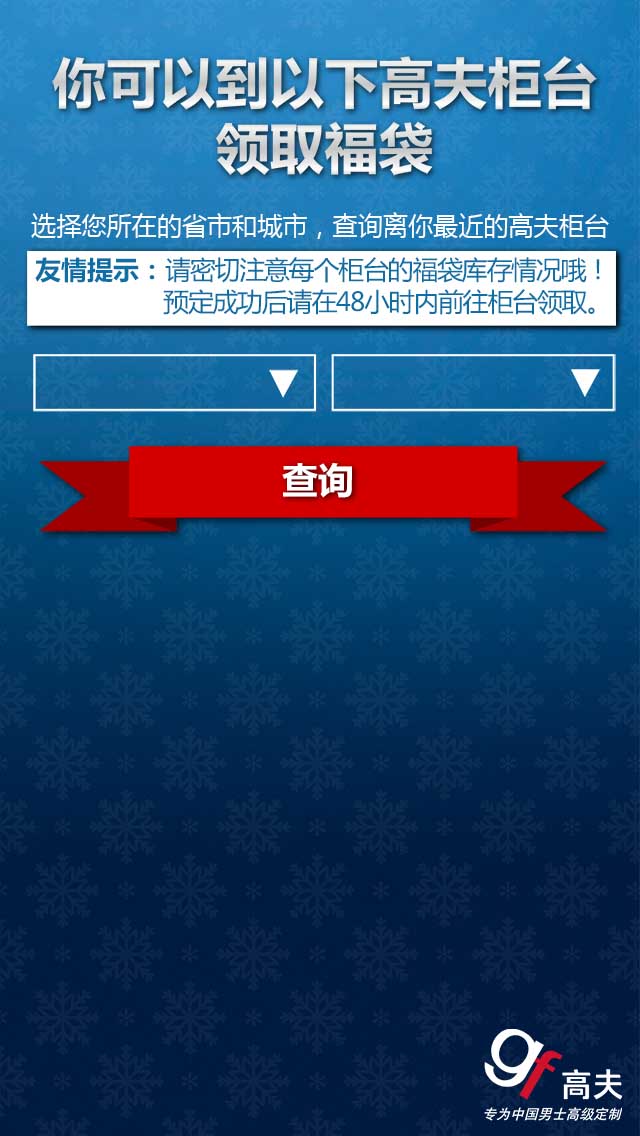 你可以到以下高夫柜台
领取福袋
选择您所在的省市和城市，查询离你最近的高夫柜台
友情提示：请密切注意每个柜台的福袋库存情况哦！
预定成功后请在48小时内前往柜台领取。
查询
gf 高夫
专为中国男士高级定制